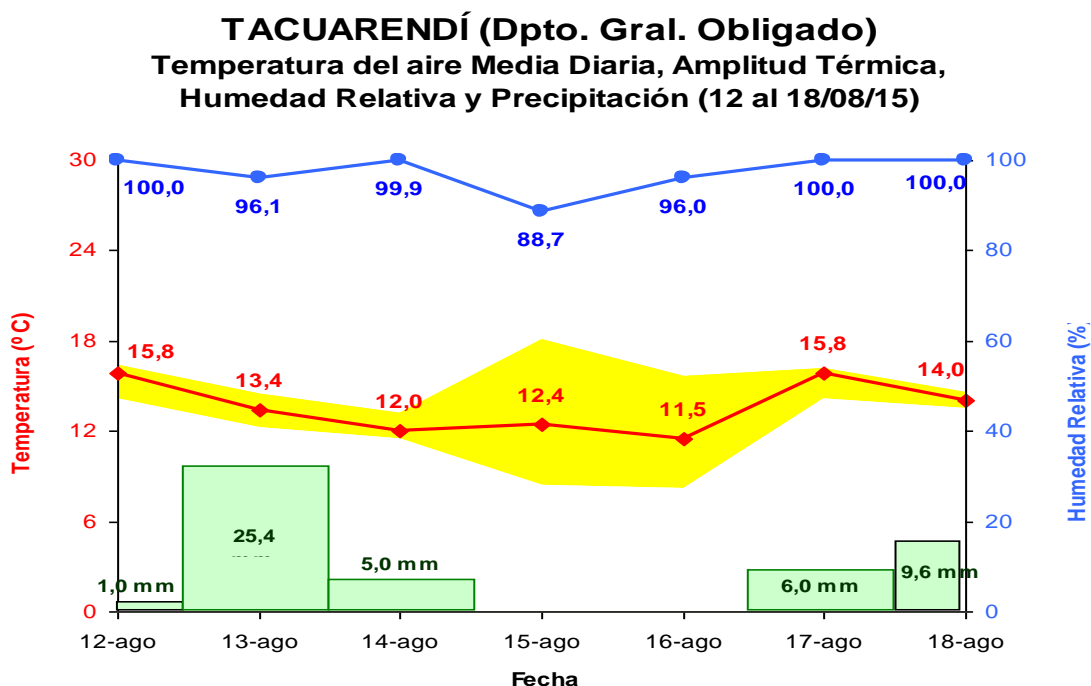 TACUARENDÍ (Dpto. Gral. Obligado)
Temperatura del aire Media Diaria, Amplitud Térmica,
Humedad Relativa y Precipitación (12 al 18/08/15)
30
24
18
12
6
0
Temperatura (º C)
100
80
60
40
20
0
Humedad Relativa (%
100,0
96,1
99,9
88,7
96,0
100,0
100,0
15,8
13,4
12,0
12,4
11,5
15,8
14,0
1,0 mm
25,4
5,0 mm
6,0 mm
9,6 mm
12-ago
13-ago
14-ago
15-ago
16-ago
17-ago
18-ago
Fecha